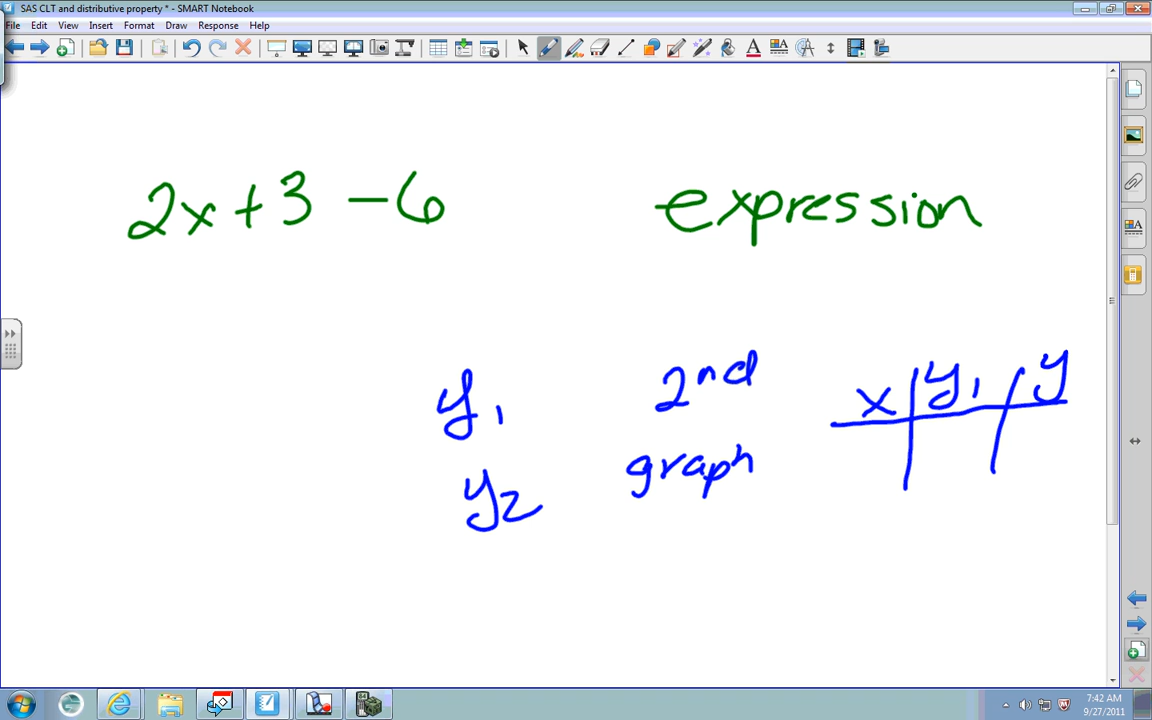 SAS CLT and distributive property * - SMART Notebook
File Edit View Insert Format Draw Response Help
2x + 3 - 6 expression
y1 2nd x y1 y
y2 graph
7:42 AM
9/27/2011